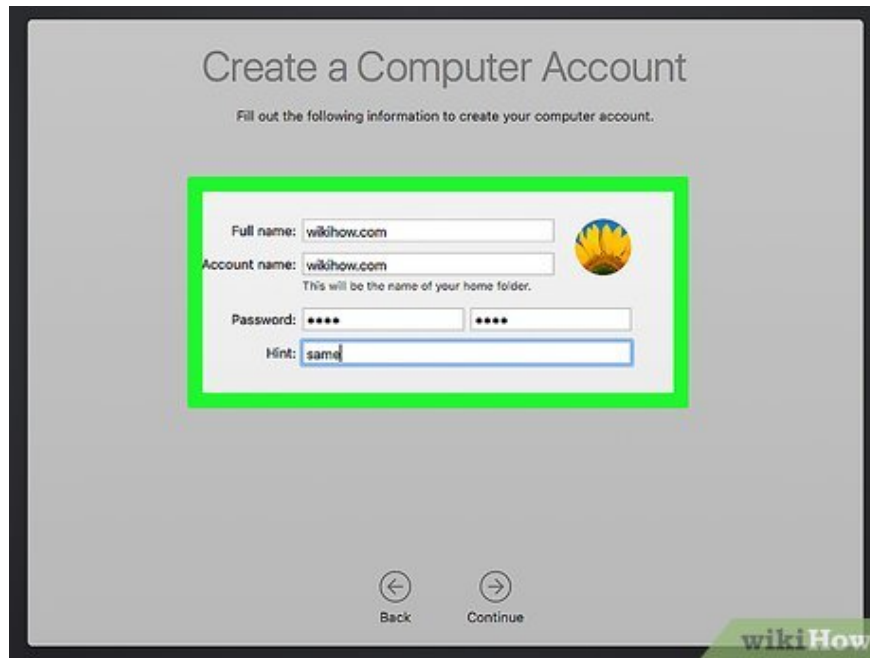 Create a Computer Account
Fill out the following information to create your computer account.
Full name: wikihow.com
Account name: wikihow.com
This will be the name of your home folder.
Password: •••• ••••
Hint: same
Back Continue
wikiHow